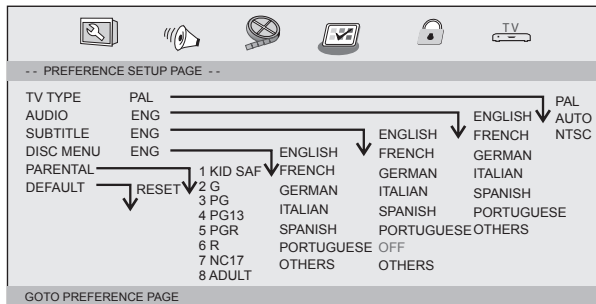 TV
- - PREFERENCE SETUP PAGE - -
TV TYPE PAL
AUDIO ENG
SUBTITLE ENG
DISC MENU ENG
PARENTAL
DEFAULT RESET
1 KID SAF
2 G
3 PG
4 PG13
5 PGR
6 R
7 NC17
8 ADULT
ENGLISH
FRENCH
GERMAN
ITALIAN
SPANISH
PORTUGUESE
OTHERS
ENGLISH
FRENCH
GERMAN
ITALIAN
SPANISH
PORTUGUESE
OFF
OTHERS
ENGLISH
FRENCH
GERMAN
ITALIAN
SPANISH
PORTUGUESE
OTHERS
PAL
AUTO
NTSC
GOTO PREFERENCE PAGE